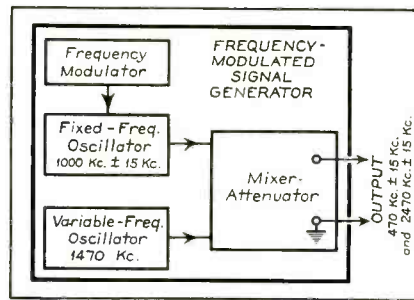 Frequency
Modulator
FREQUENCY-
MODULATED
SIGNAL
GENERATOR
Fixed-Freq.
Oscillator
1000 Kc. ± 15 Kc.
Variable-Freq.
Oscillator
1470 Kc.
Mixer-
Attenuator
OUTPUT
470 Kc. ± 15 Kc.
and 2470 Kc. ± 15 Kc.